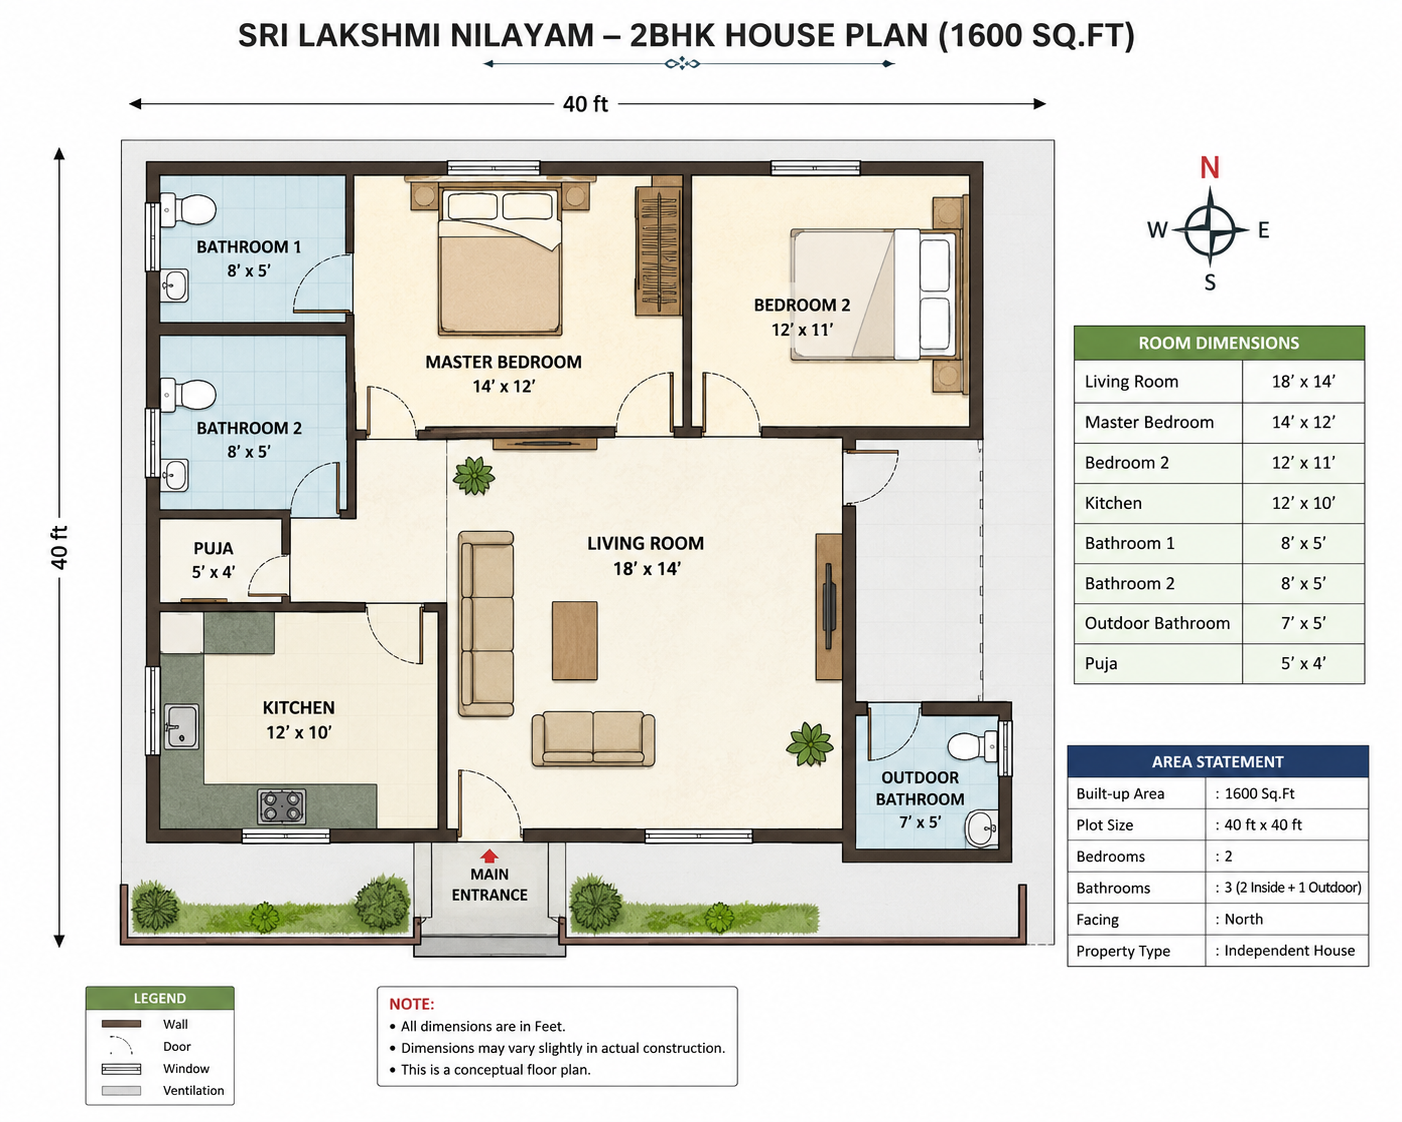 SRI LAKSHMI NILAYAM – 2BHK HOUSE PLAN (1600 SQ.FT)
40 ft
40 ft
N
W
E
S
BATHROOM 1
8’ x 5’
MASTER BEDROOM
14’ x 12’
BEDROOM 2
12’ x 11’
BATHROOM 2
8’ x 5’
PUJA
5’ x 4’
LIVING ROOM
18’ x 14’
KITCHEN
12’ x 10’
OUTDOOR
BATHROOM
7’ x 5’
MAIN
ENTRANCE
ROOM DIMENSIONS
Living Room 18’ x 14’
Master Bedroom 14’ x 12’
Bedroom 2 12’ x 11’
Kitchen 12’ x 10’
Bathroom 1 8’ x 5’
Bathroom 2 8’ x 5’
Outdoor Bathroom 7’ x 5’
Puja 5’ x 4’
AREA STATEMENT
Built-up Area : 1600 Sq.Ft
Plot Size : 40 ft x 40 ft
Bedrooms : 2
Bathrooms : 3 (2 Inside + 1 Outdoor)
Facing : North
Property Type : Independent House
LEGEND
Wall
Door
Window
Ventilation
NOTE:
• All dimensions are in Feet.
• Dimensions may vary slightly in actual construction.
• This is a conceptual floor plan.